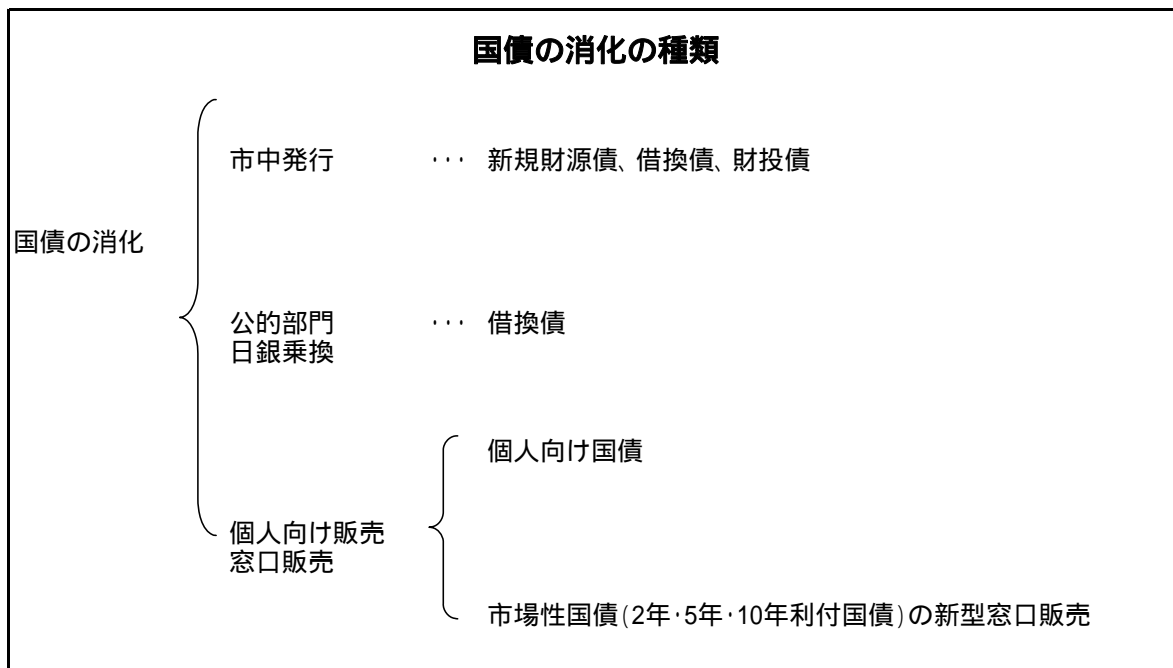 国債の消化の種類
市中発行 ･･･ 新規財源債、借換債、財投債
国債の消化
公的部門 ･･･ 借換債
日銀乗換
個人向け国債
個人向け販売
窓口販売
市場性国債(2年･5年･10年利付国債)の新型窓口販売